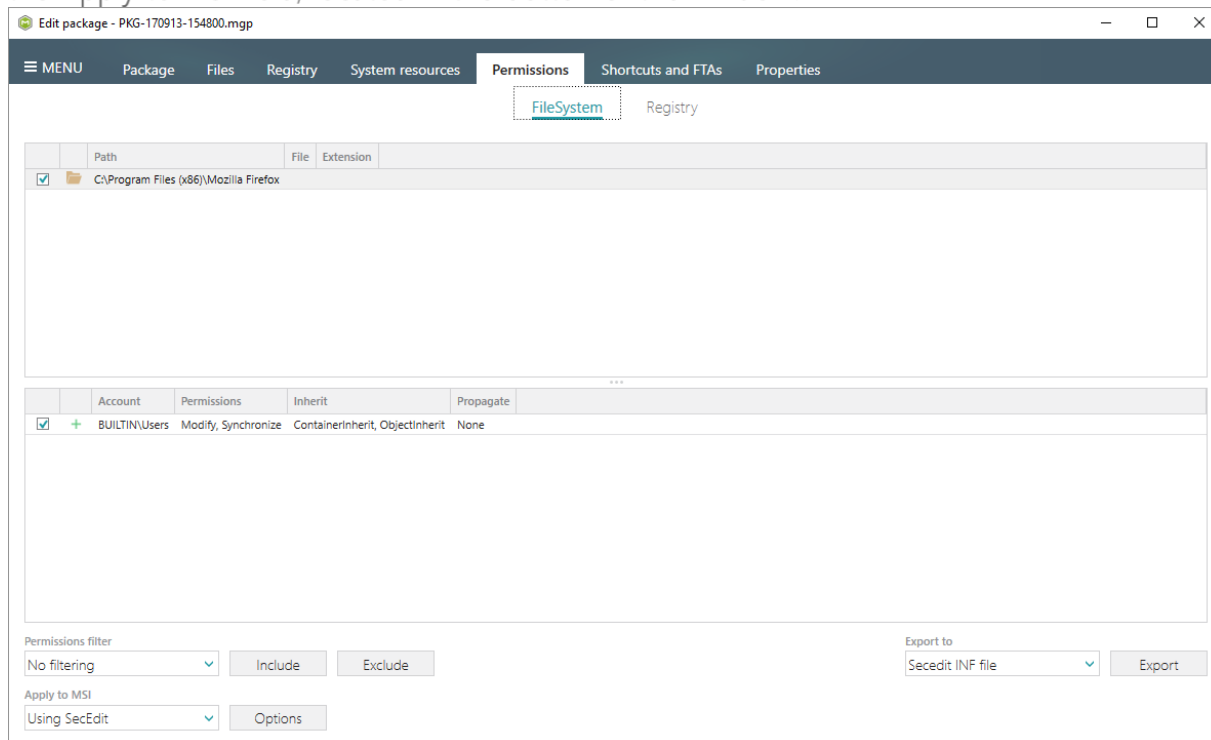 Edit package - PKG-170913-154800.mgp
MENU Package Files Registry System resources Permissions Shortcuts and FTAs Properties
FileSystem Registry
Path File Extension
C:\Program Files (x86)\Mozilla Firefox
Account Permissions Inherit Propagate
BUILTIN\Users Modify, Synchronize ContainerInherit, ObjectInherit None
Permissions filter Export to
No filtering Include Exclude Secedit INF file Export
Apply to MSI
Using SecEdit Options